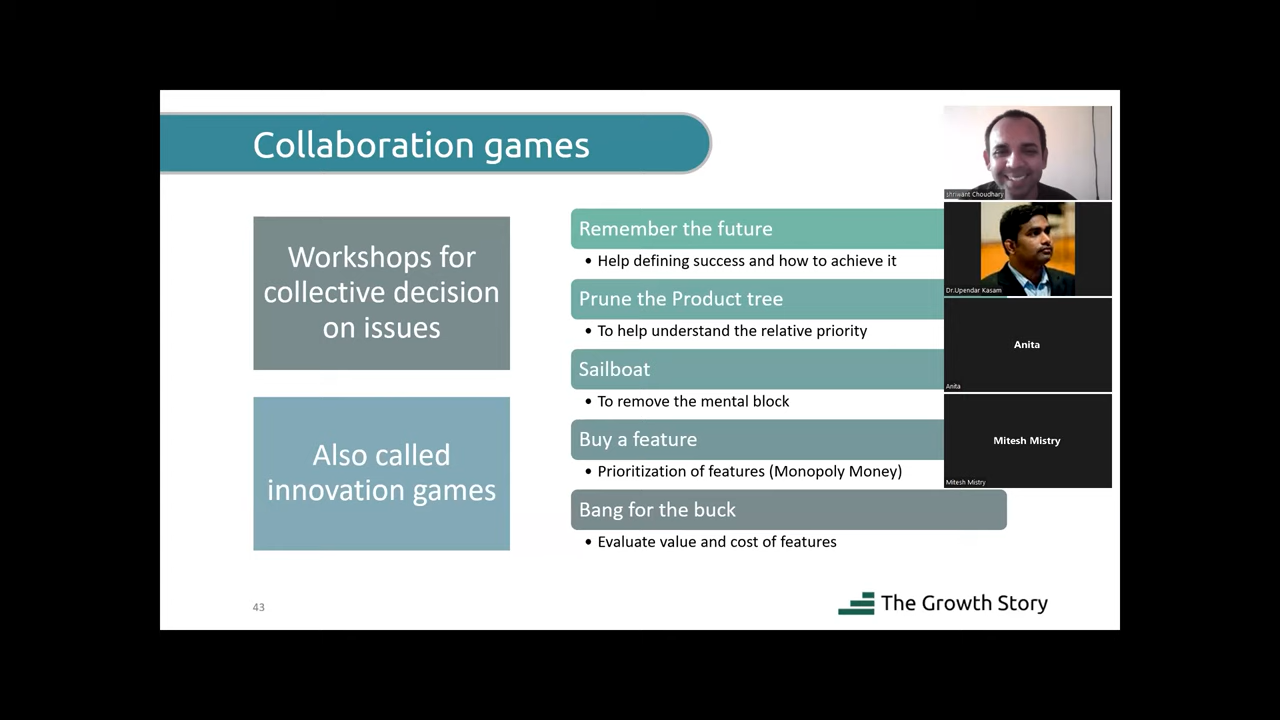 Collaboration games
Workshops for
collective decision
on issues
Also called
innovation games
Remember the future
• Help defining success and how to achieve it
Prune the Product tree
• To help understand the relative priority
Sailboat
• To remove the mental block
Buy a feature
• Prioritization of features (Monopoly Money)
Bang for the buck
• Evaluate value and cost of features
Shriwant Choudhary
Dr.Upendar Kasam
Anita
Anita
Mitesh Mistry
Mitesh Mistry
43
The Growth Story